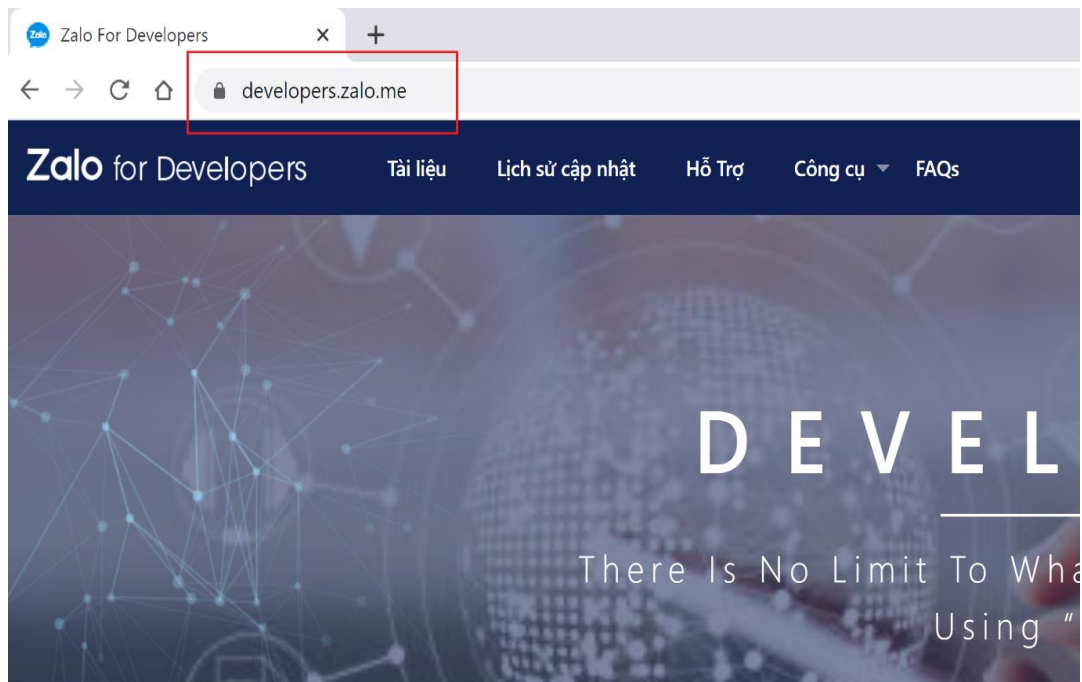 Zalo For Developers
developers.zalo.me
Zalo for Developers Tài liệu Lịch sử cập nhật Hỗ Trợ Công cụ FAQs
DEVEL
There Is No Limit To Wha
Using "